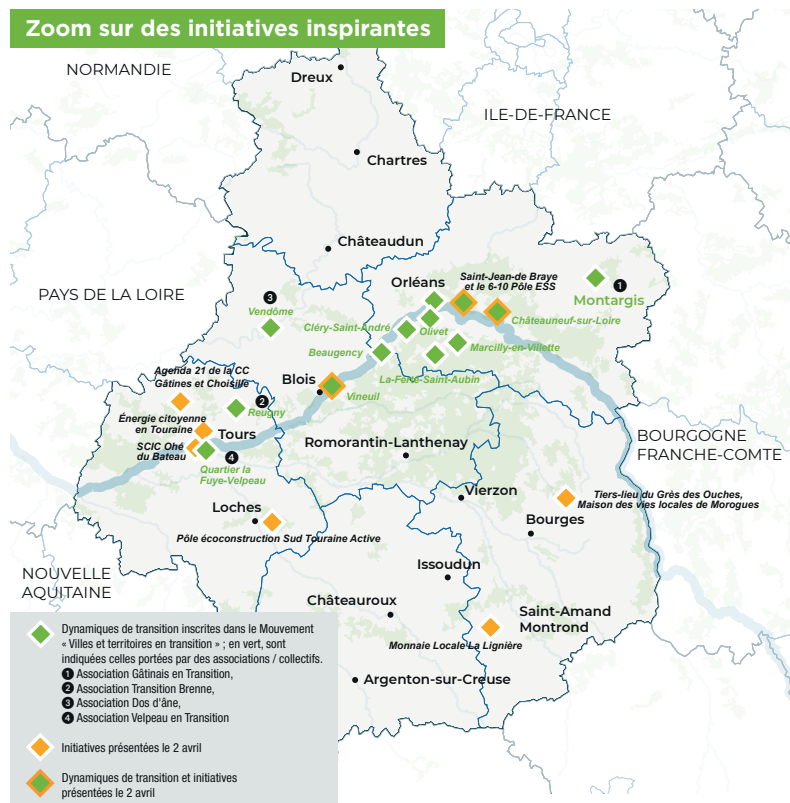 Zoom sur des initiatives inspirantes
NORMANDIE
Dreux
ILE-DE-FRANCE
Chartres
Châteaudun
PAYS DE LA LOIRE
Orléans
Saint-Jean-de Braye
et le 6-10 Pôle ESS
1
Montargis
3
Vendôme
Cléry-Saint-André
Olivet
Châteauneuf-sur-Loire
Beaugency
Marcilly-en-Villette
La-Ferté-Saint-Aubin
Agenda 21 de la CC
Gâtines et Choisille
Blois
Vineuil
2
Reugny
Énergie citoyenne
en Touraine
Tours
SCIC Ohé
du Bateau
4
Quartier la
Fuye-Velpeau
Romorantin-Lanthenay
BOURGOGNE
FRANCHE-COMTE
Vierzon
Tiers-lieu du Grès des Ouches,
Maison des vies locales de Morogues
Loches
Bourges
Pôle écoconstruction Sud Touraine Active
Issoudun
NOUVELLE
AQUITAINE
Châteauroux
Saint-Amand
Montrond
Monnaie Locale La Lignière
Argenton-sur-Creuse
Dynamiques de transition inscrites dans le Mouvement
« Villes et territoires en transition » ; en vert, sont
indiquées celles portées par des associations / collectifs.
1 Association Gâtinais en Transition,
2 Association Transition Brenne,
3 Association Dos d'âne,
4 Association Velpeau en Transition
Initiatives présentées le 2 avril
Dynamiques de transition et initiatives
présentées le 2 avril